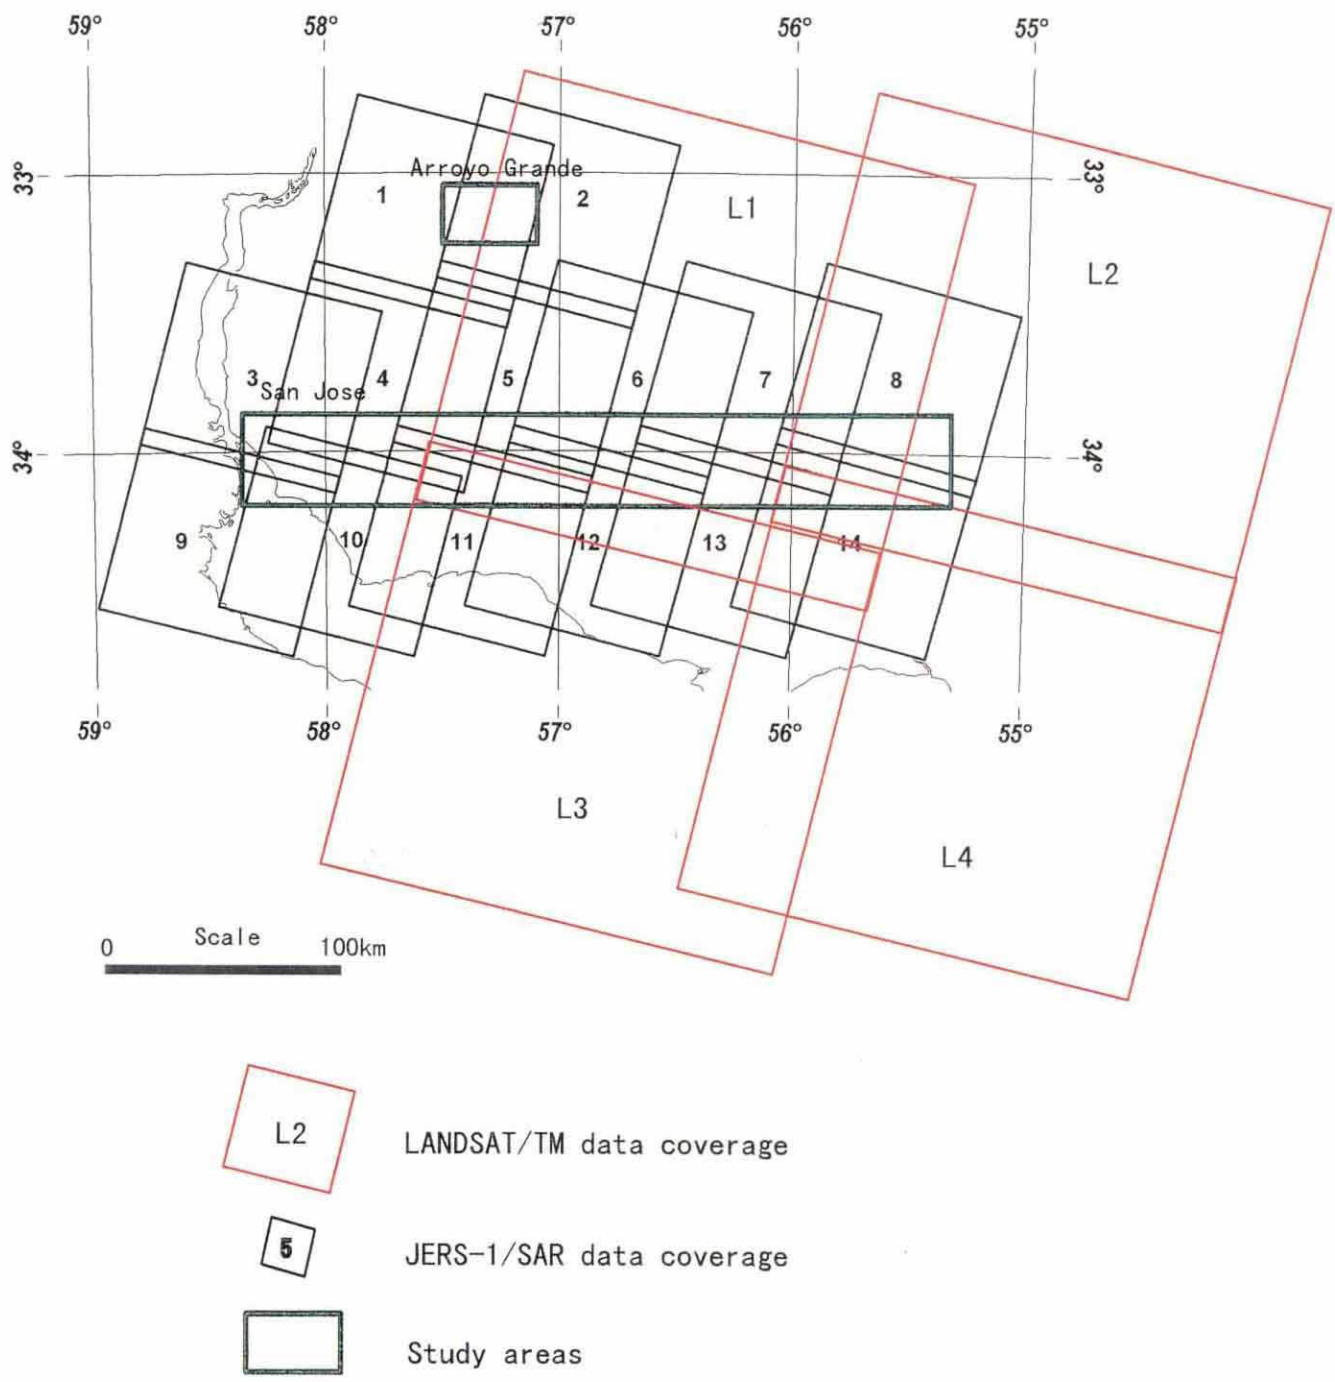 59° 58° 57° 56° 55°
33° Arroyo Grande 33°
1 2 L1
L2
3 4 5 6 7 8
San Jose
34° 34°
9 10 11 12 13 14
59° 58° 57° 56° 55°
L3
L4
Scale
0 100km
L2 LANDSAT/TM data coverage
5 JERS-1/SAR data coverage
Study areas